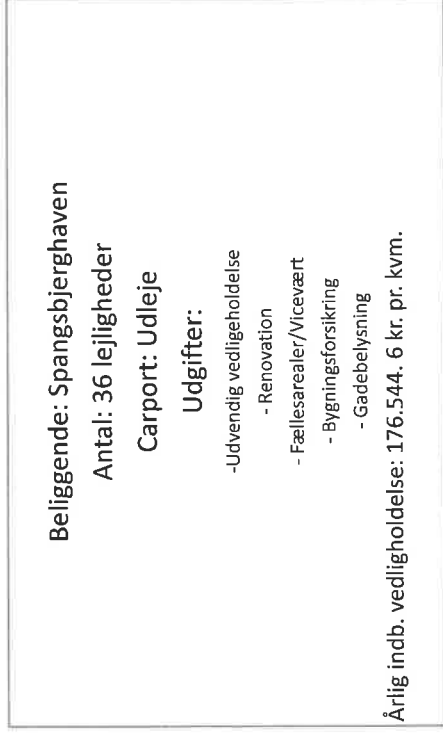 Beliggende: Spangsbjerghaven
Antal: 36 lejligheder
Carport: Udleje
Udgifter:
-Udvendig vedligeholdelse
- Renovation
- Fællesarealer/Vicevært
- Bygningsforsikring
- Gadebelysning
Årlig indb. vedligholdelse: 176.544. 6 kr. pr. kvm.